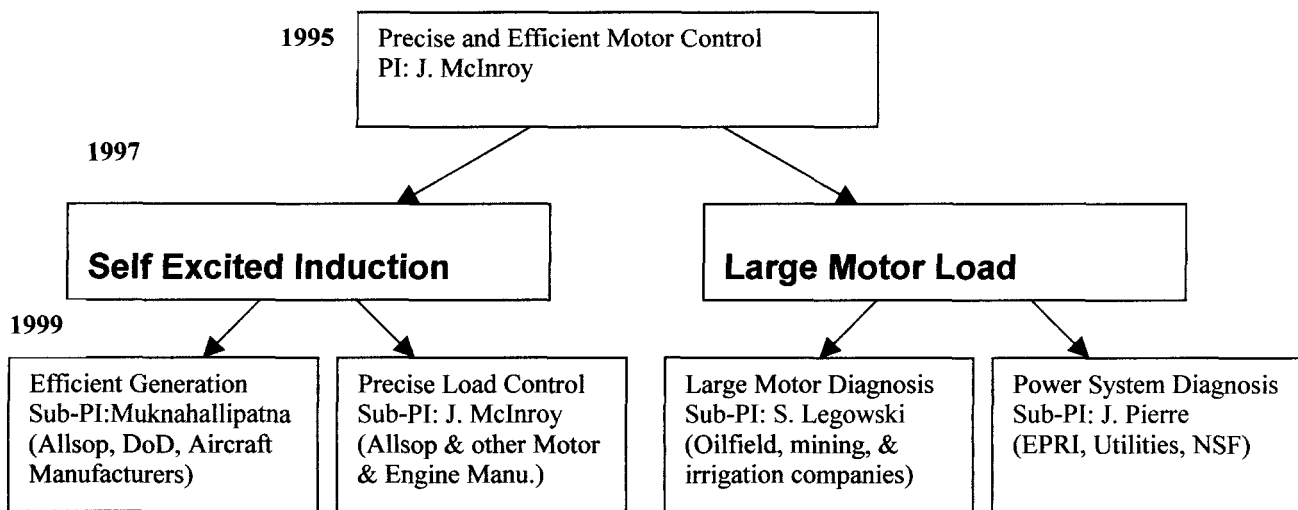 1995
Precise and Efficient Motor Control
PI: J. McInroy
1997
Self Excited Induction
Large Motor Load
1999
Efficient Generation
Sub-PI:Muknahallipatna
(Allsop, DoD, Aircraft
Manufacturers)
Precise Load Control
Sub-PI: J. McInroy
(Allsop & other Motor
& Engine Manu.)
Large Motor Diagnosis
Sub-PI: S. Legowski
(Oilfield, mining, &
irrigation companies)
Power System Diagnosis
Sub-PI: J. Pierre
(EPRI, Utilities, NSF)